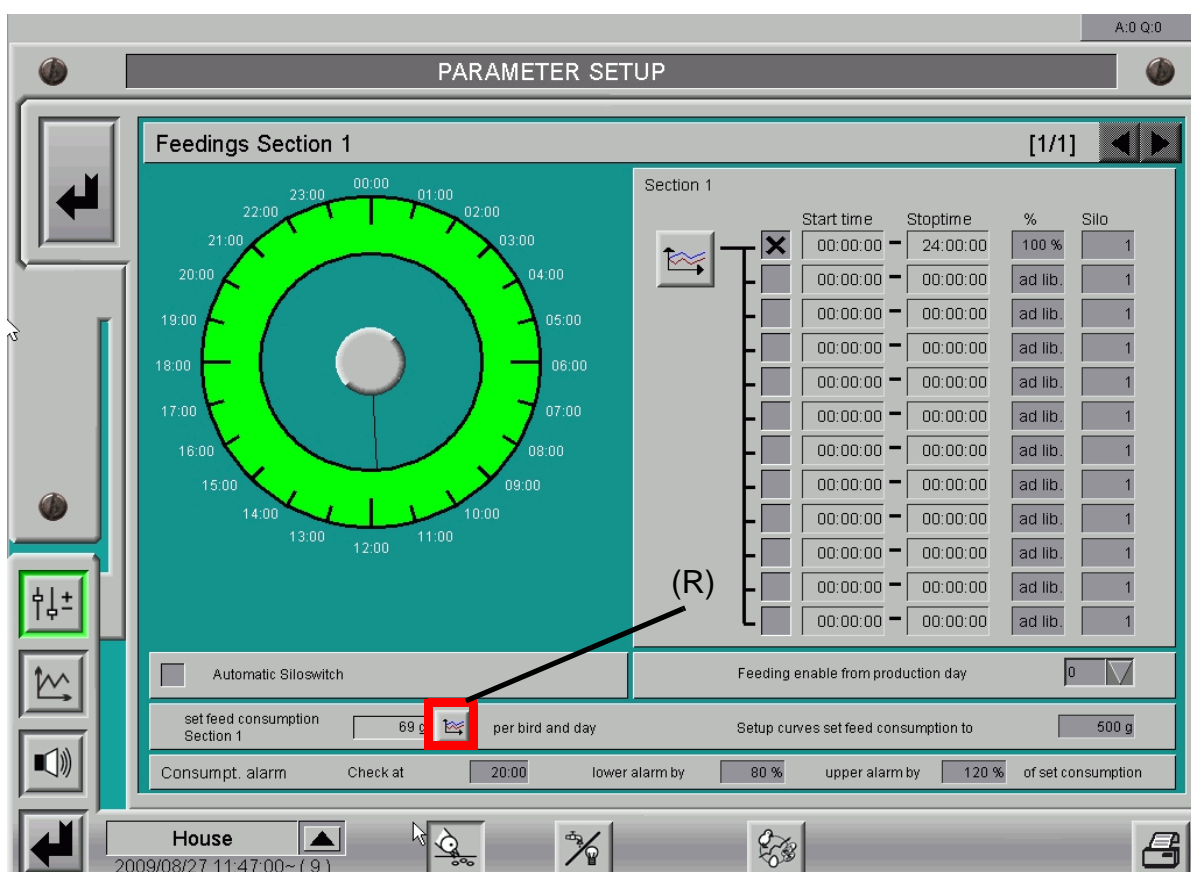 A:0 Q:0
PARAMETER SETUP
Feedings Section 1
[1/1]
00:00
01:00
02:00
03:00
04:00
05:00
06:00
07:00
08:00
09:00
10:00
11:00
12:00
13:00
14:00
15:00
16:00
17:00
18:00
19:00
20:00
21:00
22:00
23:00
Section 1
Start time Stoptime % Silo
00:00:00 - 24:00:00 100 % 1
00:00:00 - 00:00:00 ad lib. 1
00:00:00 - 00:00:00 ad lib. 1
00:00:00 - 00:00:00 ad lib. 1
00:00:00 - 00:00:00 ad lib. 1
00:00:00 - 00:00:00 ad lib. 1
00:00:00 - 00:00:00 ad lib. 1
00:00:00 - 00:00:00 ad lib. 1
00:00:00 - 00:00:00 ad lib. 1
00:00:00 - 00:00:00 ad lib. 1
00:00:00 - 00:00:00 ad lib. 1
00:00:00 - 00:00:00 ad lib. 1
(R)
Automatic Siloswitch
Feeding enable from production day 0
set feed consumption
Section 1
69 g per bird and day
Setup curves set feed consumption to 500 g
Consumpt. alarm Check at 20:00 lower alarm by 80 % upper alarm by 120 % of set consumption
House
2009/08/27 11:47:00~ ( 9 )